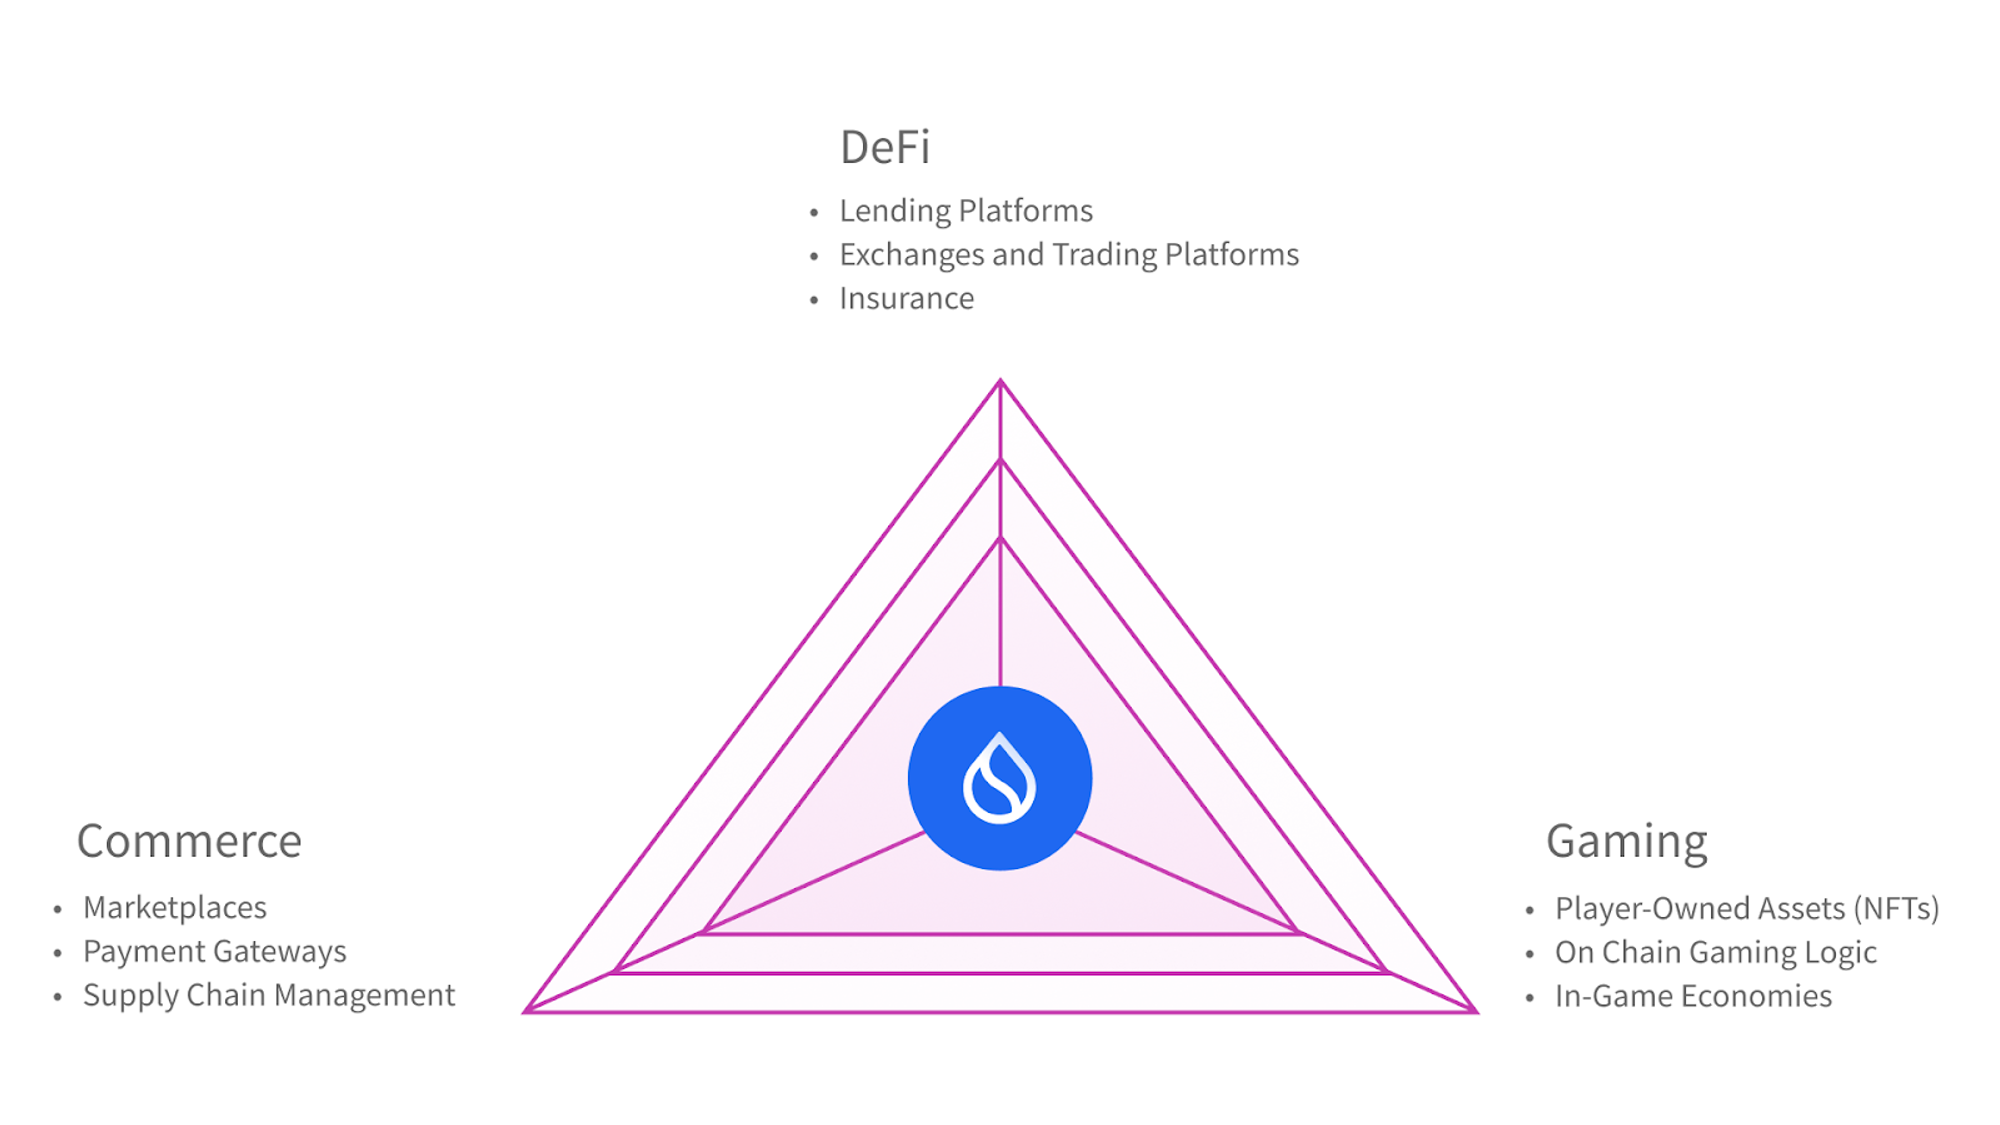 DeFi
• Lending Platforms
• Exchanges and Trading Platforms
• Insurance
Commerce
• Marketplaces
• Payment Gateways
• Supply Chain Management
Gaming
• Player-Owned Assets (NFTs)
• On Chain Gaming Logic
• In-Game Economies